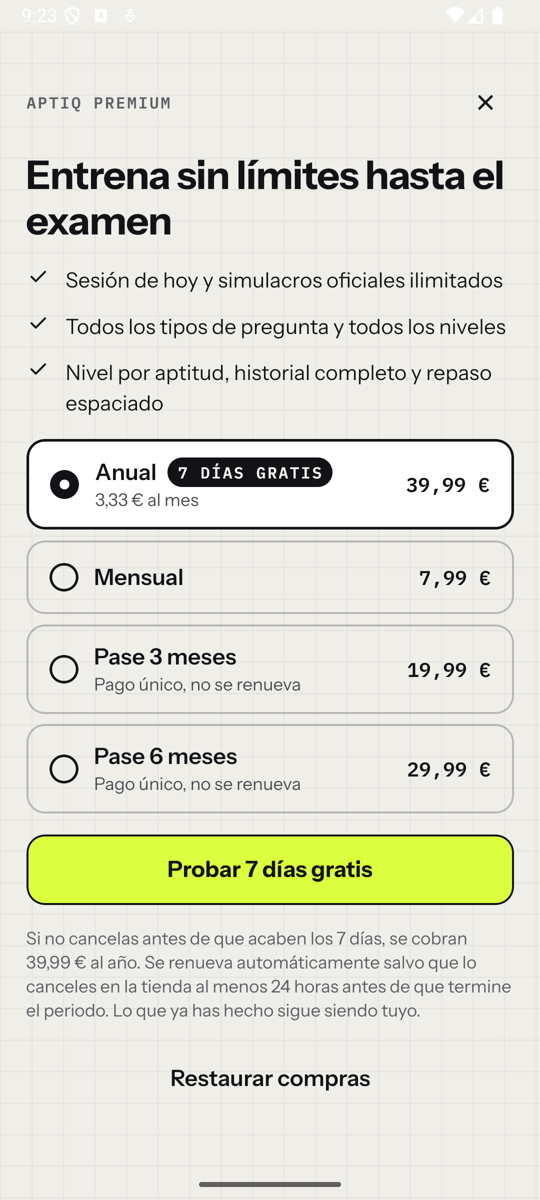 9:23
APTIQ PREMIUM
Entrena sin límites hasta el
examen
Sesión de hoy y simulacros oficiales ilimitados
Todos los tipos de pregunta y todos los niveles
Nivel por aptitud, historial completo y repaso
espaciado
Anual 7 DÍAS GRATIS 39,99 €
3,33 € al mes
Mensual 7,99 €
Pase 3 meses 19,99 €
Pago único, no se renueva
Pase 6 meses 29,99 €
Pago único, no se renueva
Probar 7 días gratis
Si no cancelas antes de que acaben los 7 días, se cobran
39,99 € al año. Se renueva automáticamente salvo que lo
canceles en la tienda al menos 24 horas antes de que termine
el periodo. Lo que ya has hecho sigue siendo tuyo.
Restaurar compras